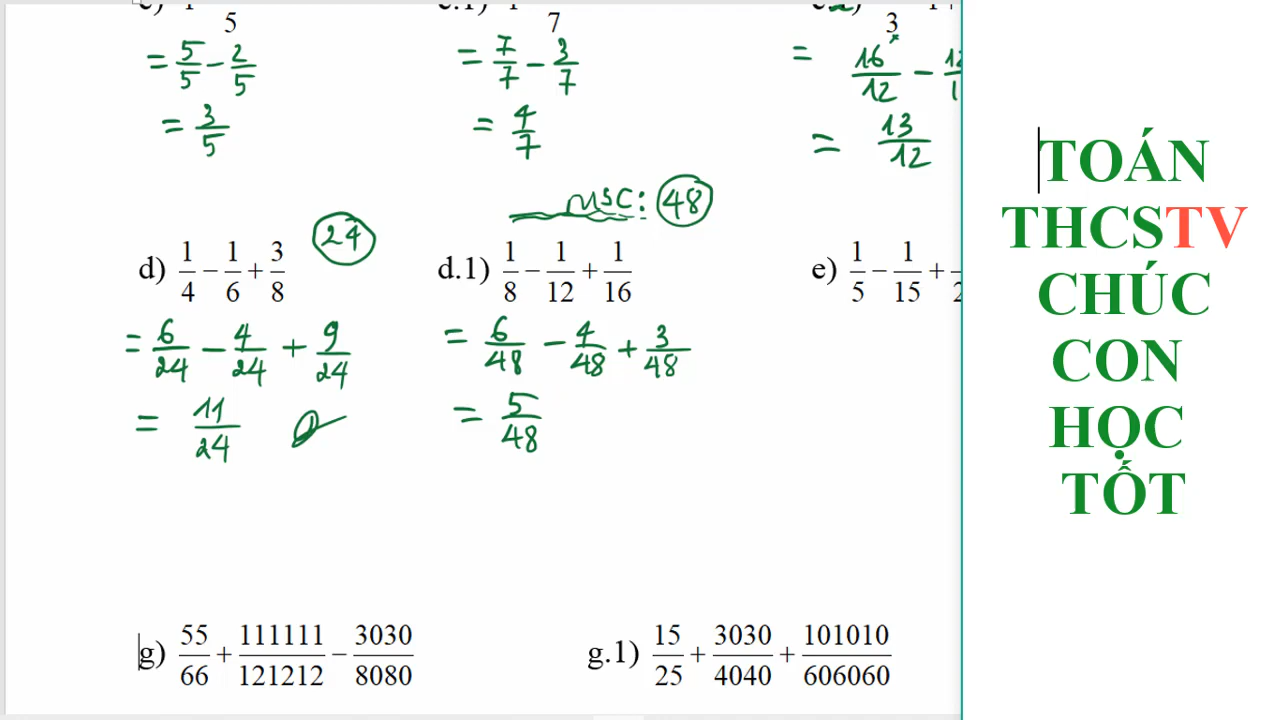 5
= 5/5 − 2/5
= 3/5
7
= 7/7 − 3/7
= 4/7
3
= 16/12 −
= 13/12
24
MSC: 48
d) 1/4 − 1/6 + 3/8
= 6/24 − 4/24 + 9/24
= 11/24
d.1) 1/8 − 1/12 + 1/16
= 6/48 − 4/48 + 3/48
= 5/48
e) 1/5 − 1/15 +
g) 55/66 + 111111/121212 − 3030/8080
g.1) 15/25 + 3030/4040 + 101010/606060
TOÁN
THCSTV
CHÚC
CON
HỌC
TỐT